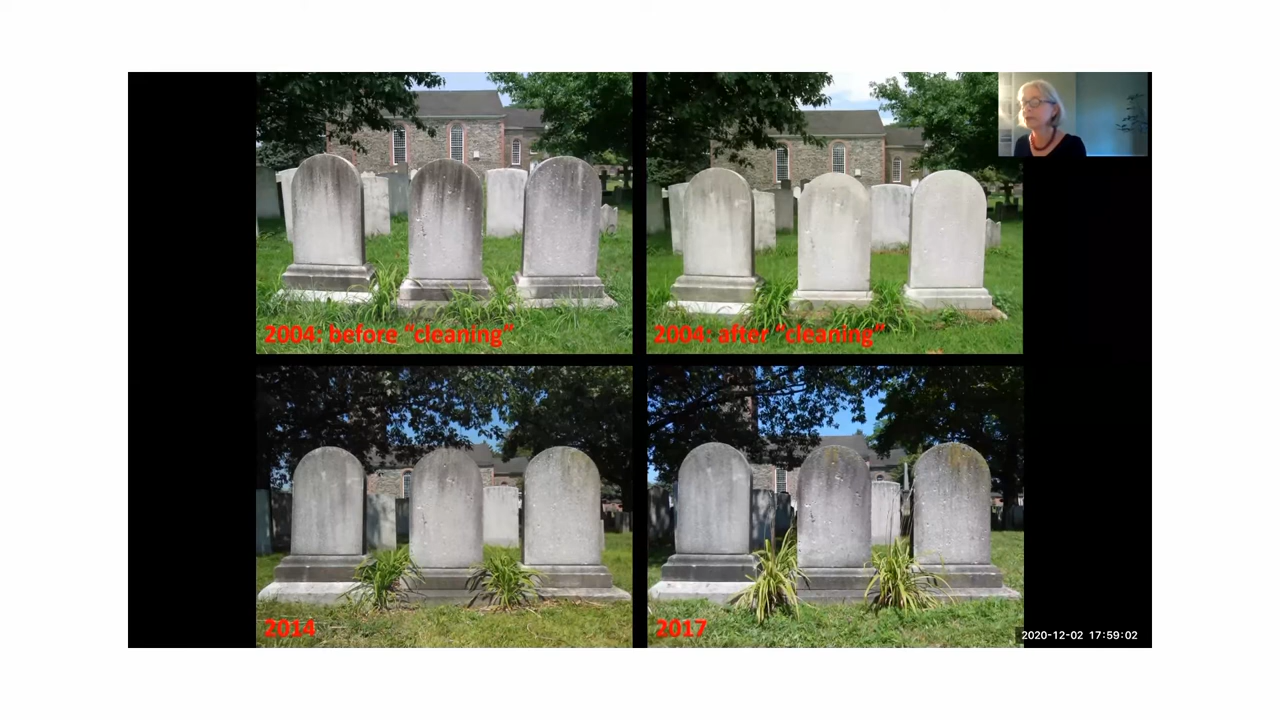 2004: before “cleaning”
2004: after “cleaning”
2014
2017
2020-12-02 17:59:02